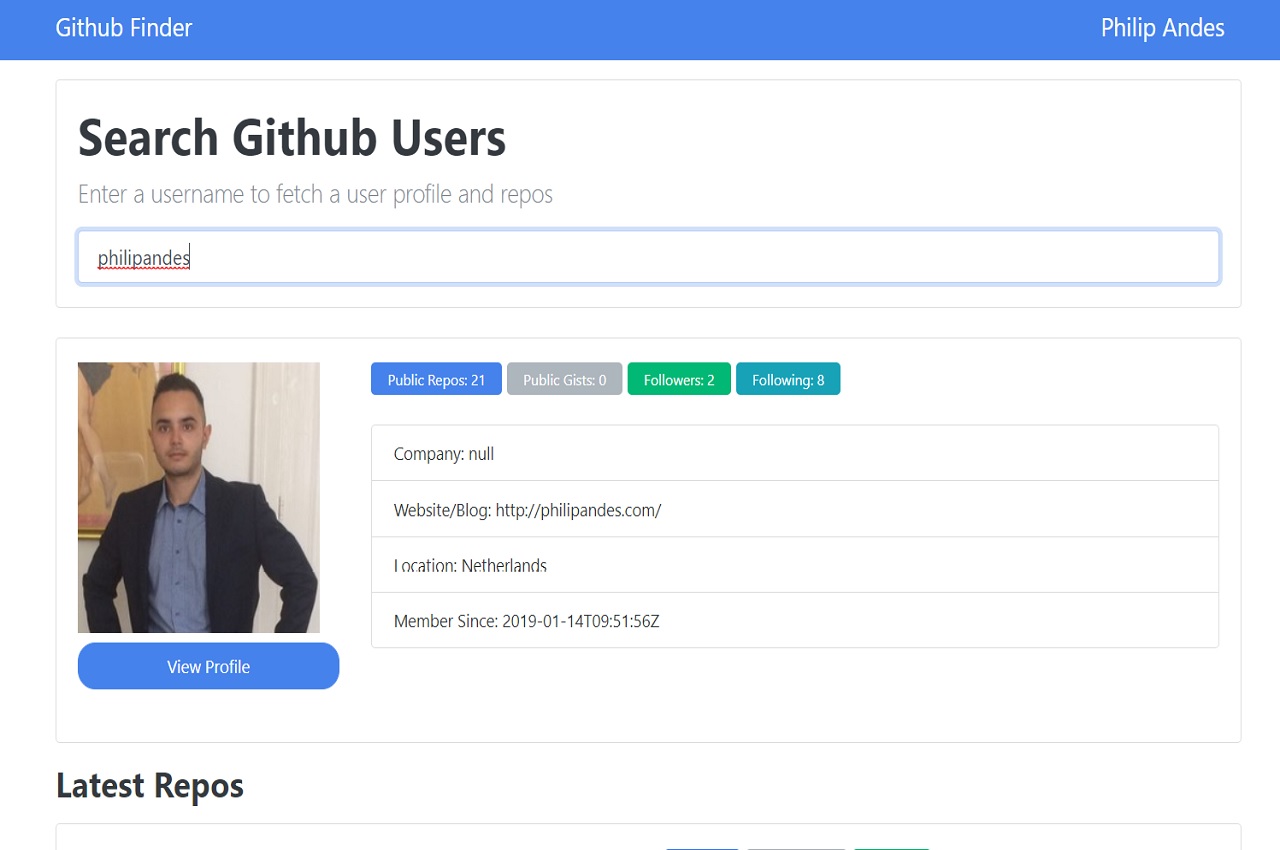 Github Finder
Philip Andes
Search Github Users
Enter a username to fetch a user profile and repos
philipandes
Public Repos: 21
Public Gists: 0
Followers: 2
Following: 8
Company: null
Website/Blog: http://philipandes.com/
Location: Netherlands
Member Since: 2019-01-14T09:51:56Z
View Profile
Latest Repos